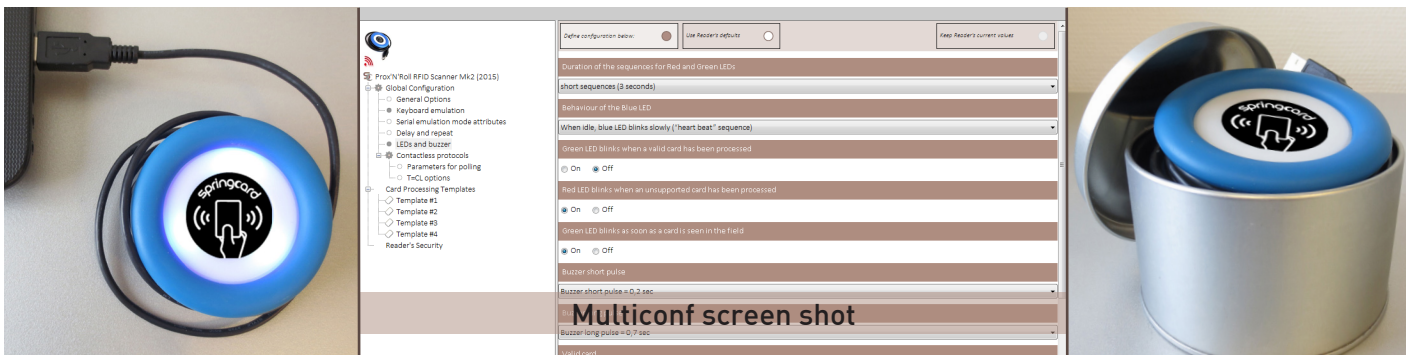 springcard
Prox'N'Roll RFID Scanner Mk2 (2015)
Global Configuration
General Options
Keyboard emulation
Serial emulation mode attributes
Delay and repeat
LEDs and buzzer
Contactless protocols
Parameters for polling
T=CL options
Card Processing Templates
Template #1
Template #2
Template #3
Template #4
Reader's Security
Define configuration below:
Use Reader's defaults
Keep Reader's current values
Duration of the sequences for Red and Green LEDs
short sequences (3 seconds)
Behaviour of the Blue LED
When idle, blue LED blinks slowly ("heart beat" sequence)
Green LED blinks when a valid card has been processed
On Off
Red LED blinks when an unsupported card has been processed
On Off
Green LED blinks as soon as a card is seen in the field
On Off
Buzzer short pulse
Buzzer short pulse = 0,2 sec
Multiconf screen shot
Buzzer long pulse = 0,7 sec
Valid card
springcard